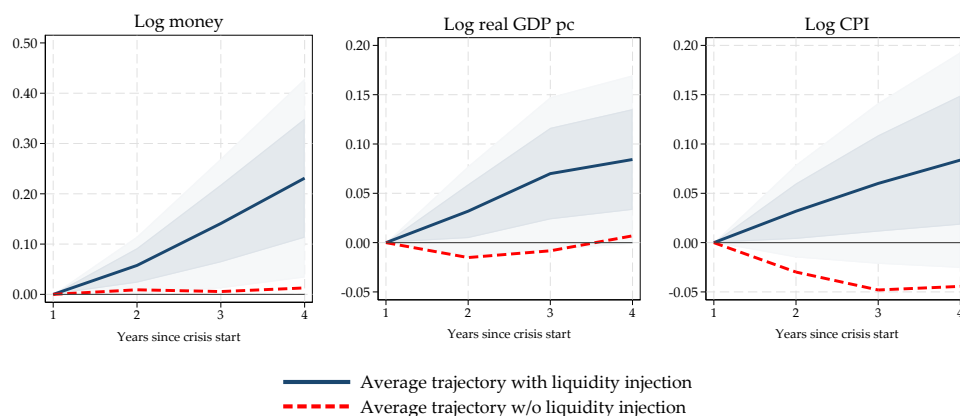 Log money
0.50
0.40
0.30
0.20
0.10
0.00
1 2 3 4
Years since crisis start
Log real GDP pc
0.20
0.15
0.10
0.05
0.00
-0.05
1 2 3 4
Years since crisis start
Log CPI
0.20
0.15
0.10
0.05
0.00
-0.05
1 2 3 4
Years since crisis start
Average trajectory with liquidity injection
Average trajectory w/o liquidity injection